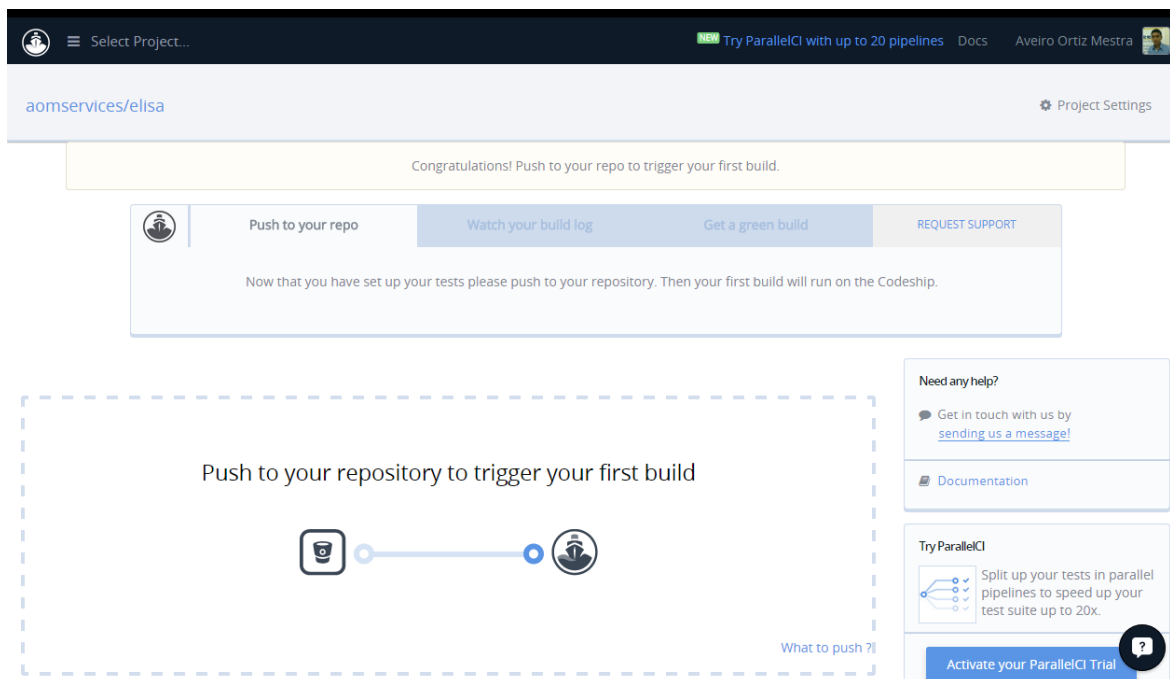 Select Project...
NEW Try ParallelCI with up to 20 pipelines Docs Aveiro Ortiz Mestra
aomservices/elisa
Project Settings
Congratulations! Push to your repo to trigger your first build.
Push to your repo Watch your build log Get a green build REQUEST SUPPORT
Now that you have set up your tests please push to your repository. Then your first build will run on the Codeship.
Push to your repository to trigger your first build
What to push ?
Need any help?
Get in touch with us by
sending us a message!
Documentation
Try ParallelCI
Split up your tests in parallel
pipelines to speed up your
test suite up to 20x.
Activate your ParallelCI Trial
?